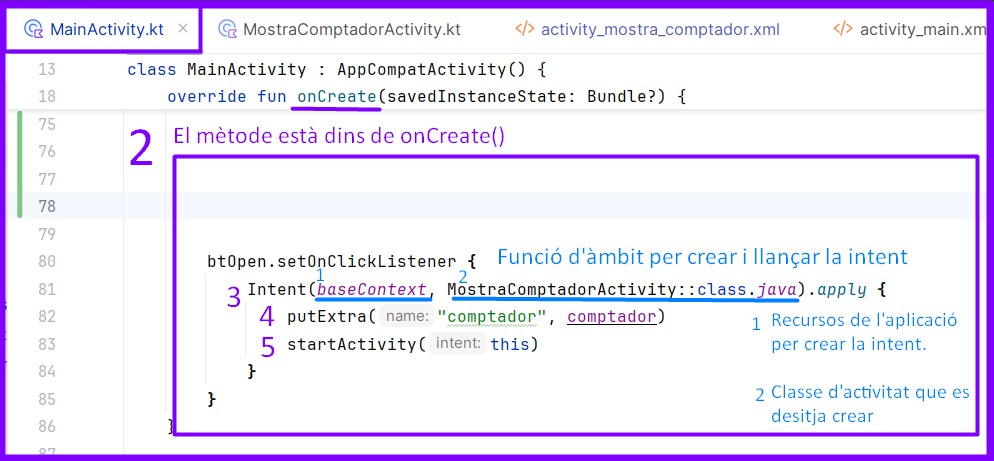 MainActivity.kt × MostraComptadorActivity.kt </> activity_mostra_comptador.xml </> activity_main.xm
13 class MainActivity : AppCompatActivity() {
18 override fun onCreate(savedInstanceState: Bundle?) {
75
2 El mètode està dins de onCreate()
76
77
78
79
80 btOpen.setOnClickListener { Funció d'àmbit per crear i llançar la intent
1 2
81 3 Intent(baseContext, MostraComptadorActivity::class.java).apply {
82 4 putExtra( name: "comptador", comptador)
83 5 startActivity( intent: this)
84 }
85 }
86 }
87
1 Recursos de l'aplicació
per crear la intent.
2 Classe d'activitat que es
desitja crear